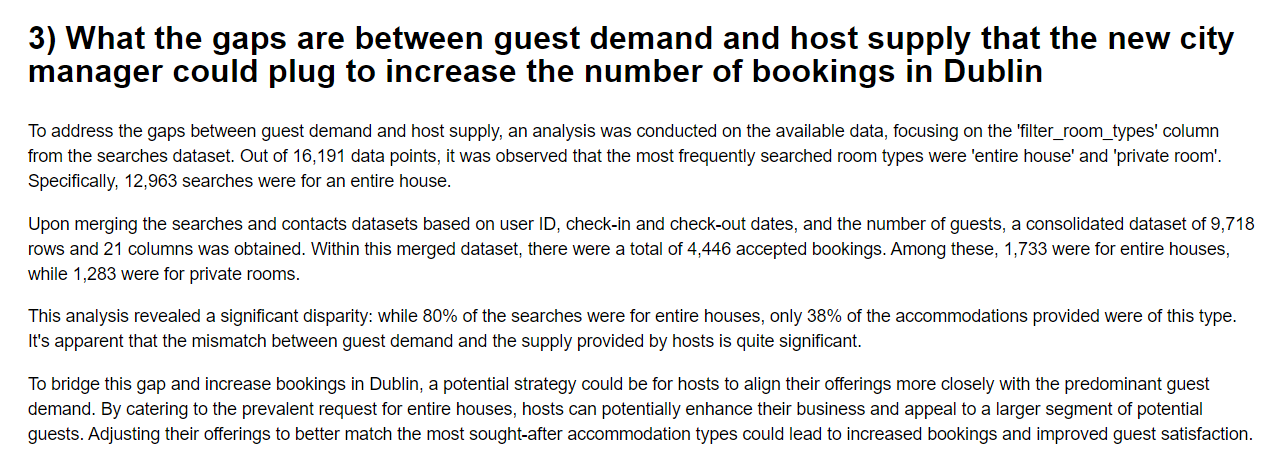 3) What the gaps are between guest demand and host supply that the new city
manager could plug to increase the number of bookings in Dublin
To address the gaps between guest demand and host supply, an analysis was conducted on the available data, focusing on the 'filter_room_types' column
from the searches dataset. Out of 16,191 data points, it was observed that the most frequently searched room types were 'entire house' and 'private room'.
Specifically, 12,963 searches were for an entire house.
Upon merging the searches and contacts datasets based on user ID, check-in and check-out dates, and the number of guests, a consolidated dataset of 9,718
rows and 21 columns was obtained. Within this merged dataset, there were a total of 4,446 accepted bookings. Among these, 1,733 were for entire houses,
while 1,283 were for private rooms.
This analysis revealed a significant disparity: while 80% of the searches were for entire houses, only 38% of the accommodations provided were of this type.
It's apparent that the mismatch between guest demand and the supply provided by hosts is quite significant.
To bridge this gap and increase bookings in Dublin, a potential strategy could be for hosts to align their offerings more closely with the predominant guest
demand. By catering to the prevalent request for entire houses, hosts can potentially enhance their business and appeal to a larger segment of potential
guests. Adjusting their offerings to better match the most sought-after accommodation types could lead to increased bookings and improved guest satisfaction.